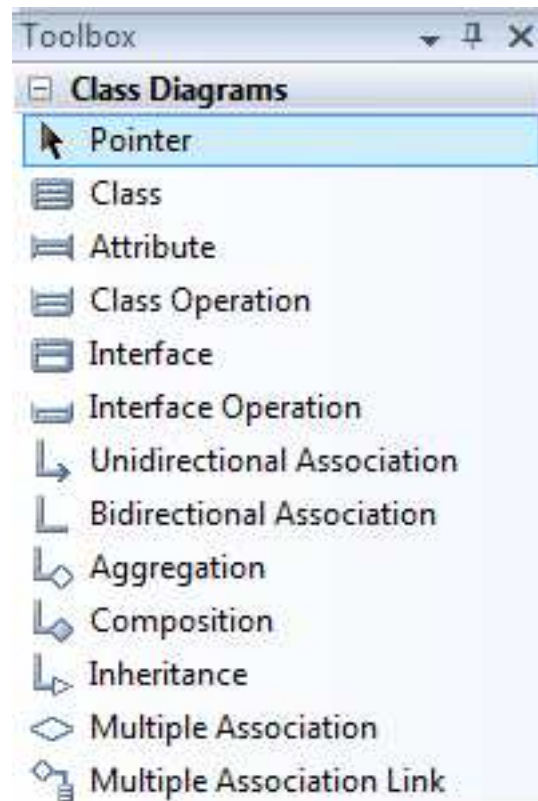 Toolbox
Class Diagrams
Pointer
Class
Attribute
Class Operation
Interface
Interface Operation
Unidirectional Association
Bidirectional Association
Aggregation
Composition
Inheritance
Multiple Association
Multiple Association Link